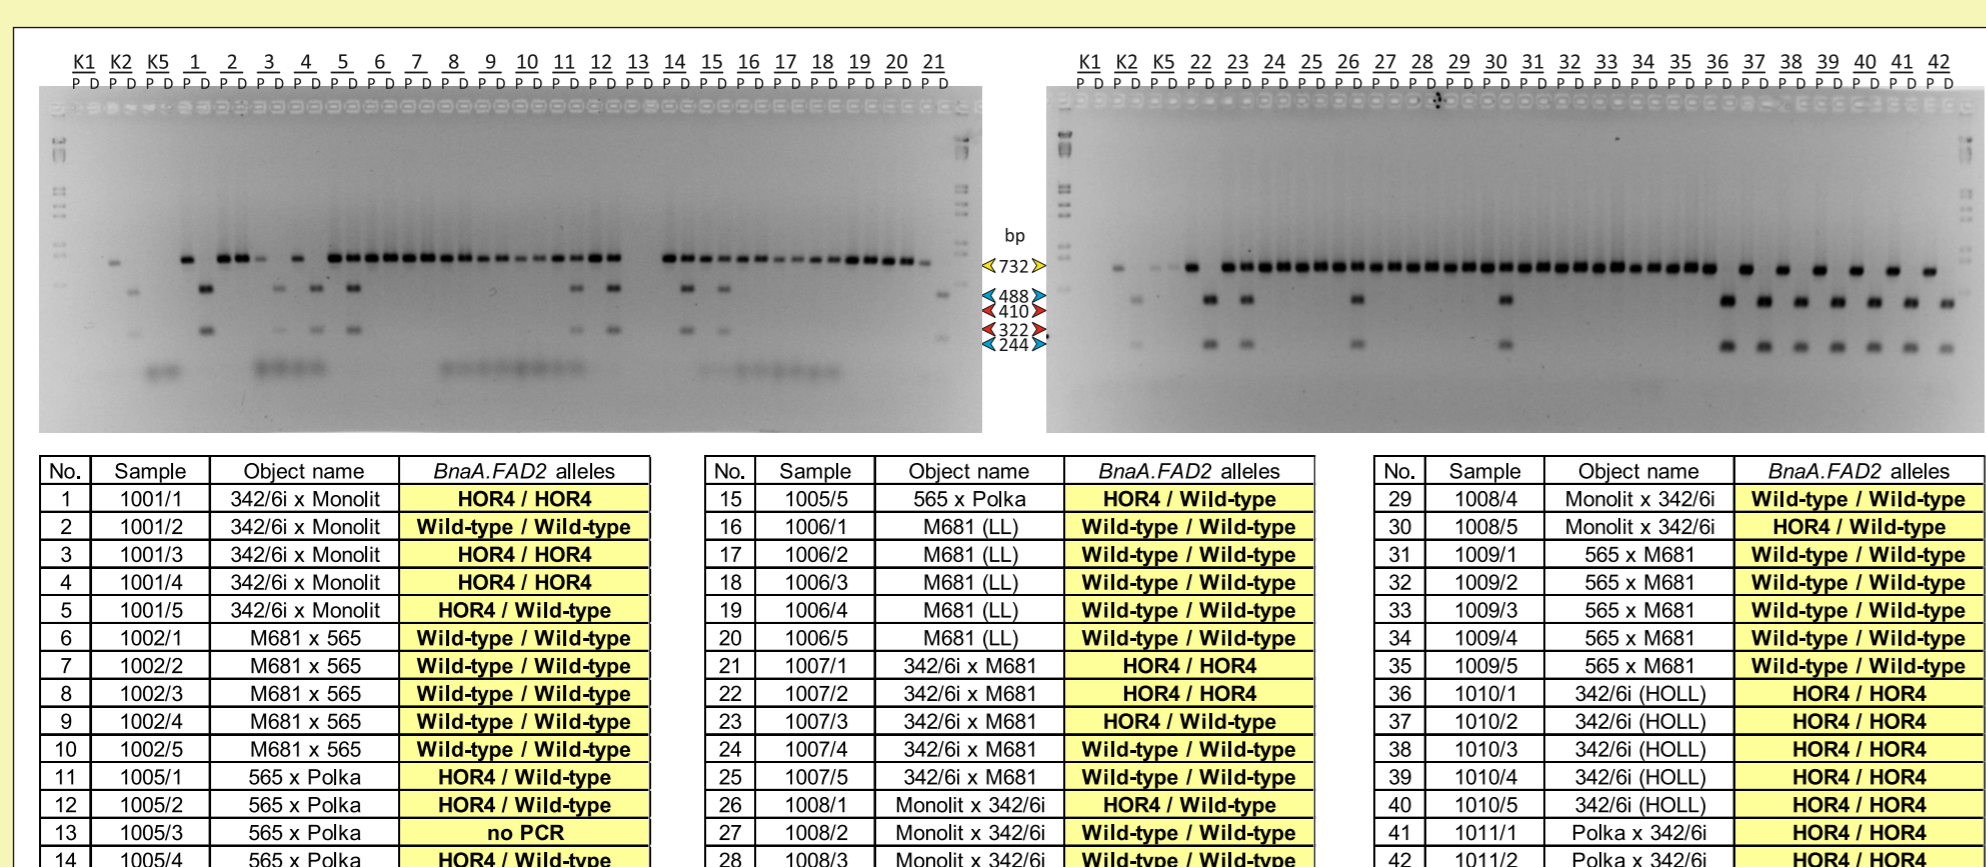 K1 K2 K5 1 2 3 4 5 6 7 8 9 10 11 12 13 14 15 16 17 18 19 20 21
P D P D P D P D P D P D P D P D P D P D P D P D P D P D P D P D P D P D P D P D P D P D P D P D
K1 K2 K5 22 23 24 25 26 27 28 29 30 31 32 33 34 35 36 37 38 39 40 41 42
P D P D P D P D P D P D P D P D P D P D P D P D P D P D P D P D P D P D P D P D P D P D P D P D
bp
732
488
410
322
244
No. Sample Object name BnaA.FAD2 alleles
1 1001/1 342/6i x Monolit HOR4 / HOR4
2 1001/2 342/6i x Monolit Wild-type / Wild-type
3 1001/3 342/6i x Monolit HOR4 / HOR4
4 1001/4 342/6i x Monolit HOR4 / HOR4
5 1001/5 342/6i x Monolit HOR4 / Wild-type
6 1002/1 M681 x 565 Wild-type / Wild-type
7 1002/2 M681 x 565 Wild-type / Wild-type
8 1002/3 M681 x 565 Wild-type / Wild-type
9 1002/4 M681 x 565 Wild-type / Wild-type
10 1002/5 M681 x 565 Wild-type / Wild-type
11 1005/1 565 x Polka HOR4 / Wild-type
12 1005/2 565 x Polka HOR4 / Wild-type
13 1005/3 565 x Polka no PCR
14 1005/4 565 x Polka HOR4 / Wild-type
No. Sample Object name BnaA.FAD2 alleles
15 1005/5 565 x Polka HOR4 / Wild-type
16 1006/1 M681 (LL) Wild-type / Wild-type
17 1006/2 M681 (LL) Wild-type / Wild-type
18 1006/3 M681 (LL) Wild-type / Wild-type
19 1006/4 M681 (LL) Wild-type / Wild-type
20 1006/5 M681 (LL) Wild-type / Wild-type
21 1007/1 342/6i x M681 HOR4 / HOR4
22 1007/2 342/6i x M681 HOR4 / HOR4
23 1007/3 342/6i x M681 HOR4 / Wild-type
24 1007/4 342/6i x M681 Wild-type / Wild-type
25 1007/5 342/6i x M681 Wild-type / Wild-type
26 1008/1 Monolit x 342/6i HOR4 / Wild-type
27 1008/2 Monolit x 342/6i Wild-type / Wild-type
28 1008/3 Monolit x 342/6i Wild-type / Wild-type
No. Sample Object name BnaA.FAD2 alleles
29 1008/4 Monolit x 342/6i Wild-type / Wild-type
30 1008/5 Monolit x 342/6i HOR4 / Wild-type
31 1009/1 565 x M681 Wild-type / Wild-type
32 1009/2 565 x M681 Wild-type / Wild-type
33 1009/3 565 x M681 Wild-type / Wild-type
34 1009/4 565 x M681 Wild-type / Wild-type
35 1009/5 565 x M681 Wild-type / Wild-type
36 1010/1 342/6i (HOLL) HOR4 / HOR4
37 1010/2 342/6i (HOLL) HOR4 / HOR4
38 1010/3 342/6i (HOLL) HOR4 / HOR4
39 1010/4 342/6i (HOLL) HOR4 / HOR4
40 1010/5 342/6i (HOLL) HOR4 / HOR4
41 1011/1 Polka x 342/6i HOR4 / HOR4
42 1011/2 Polka x 342/6i HOR4 / HOR4